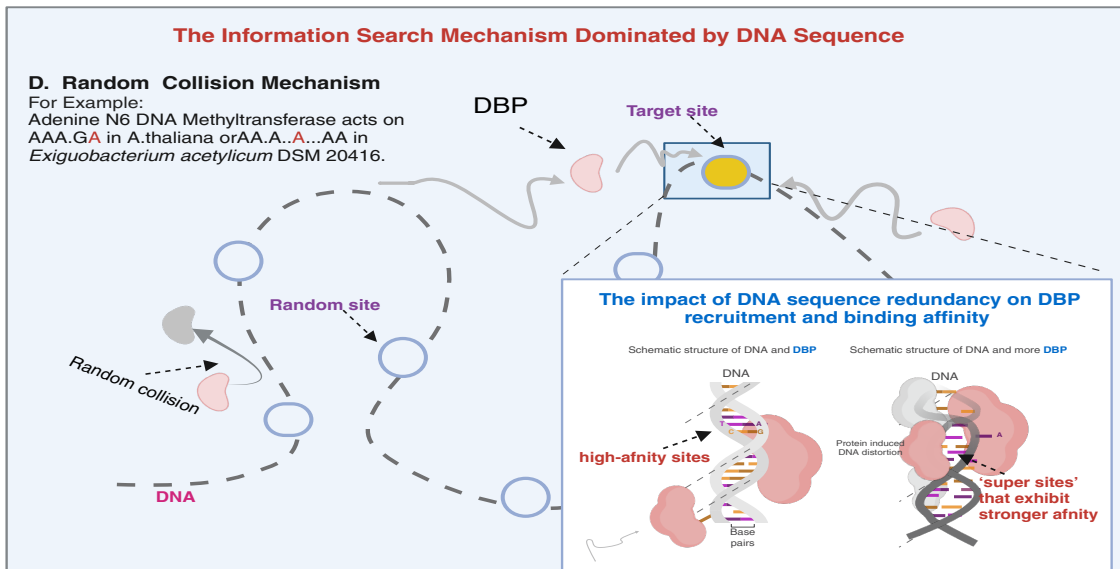 The Information Search Mechanism Dominated by DNA Sequence
D. Random Collision Mechanism
For Example:
Adenine N6 DNA Methyltransferase acts on
AAA.GA in A.thaliana orAA.A..A...AA in
Exiguobacterium acetylicum DSM 20416.
DBP
Target site
Random site
Random collision
DNA
The impact of DNA sequence redundancy on DBP
recruitment and binding affinity
Schematic structure of DNA and DBP
DNA
T
A
C
G
high-afnity sites
Base
pairs
Schematic structure of DNA and more DBP
DNA
A
Protein induced
DNA distortion
‘super sites’
that exhibit
stronger afnity